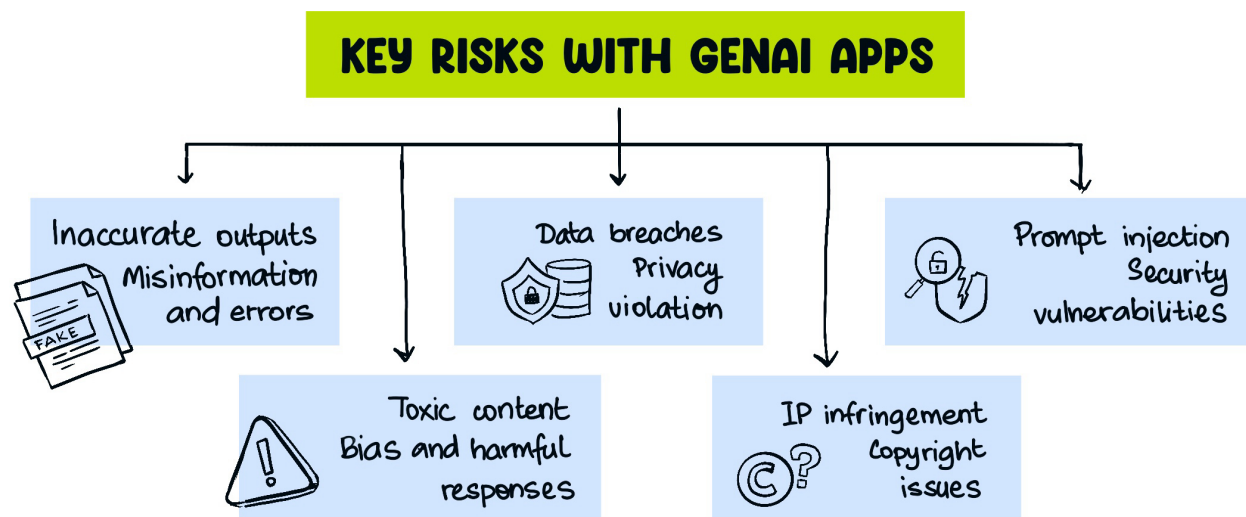 KEY RISKS WITH GENAI APPS
Inaccurate outputs
Misinformation
and errors
FAKE
Toxic content
Bias and harmful
responses
Data breaches
Privacy
violation
IP infringement
Copyright
issues
C ?
Prompt injection
Security
vulnerabilities